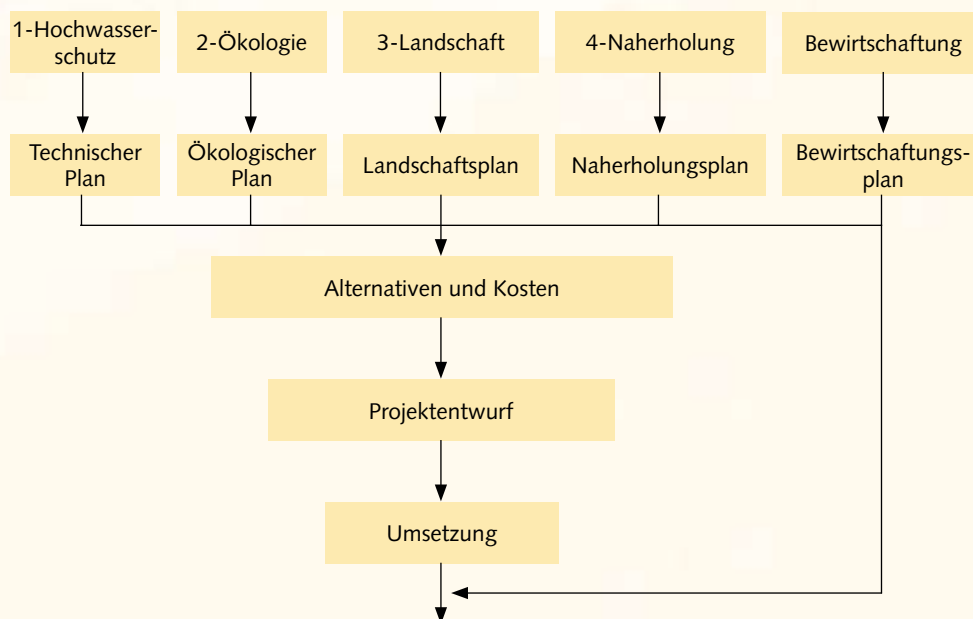 1-Hochwasser-
schutz
2-Ökologie
3-Landschaft
4-Naherholung
Bewirtschaftung
Technischer
Plan
Ökologischer
Plan
Landschaftsplan
Naherholungsplan
Bewirtschaftungs-
plan
Alternativen und Kosten
Projektentwurf
Umsetzung